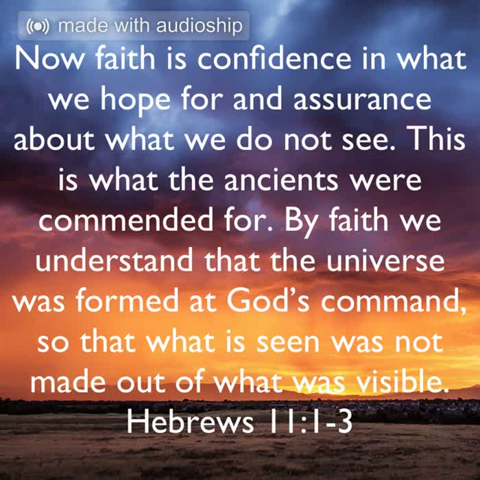 made with audioship
Now faith is confidence in what
we hope for and assurance
about what we do not see. This
is what the ancients were
commended for. By faith we
understand that the universe
was formed at God’s command,
so that what is seen was not
made out of what was visible.
Hebrews 11:1-3